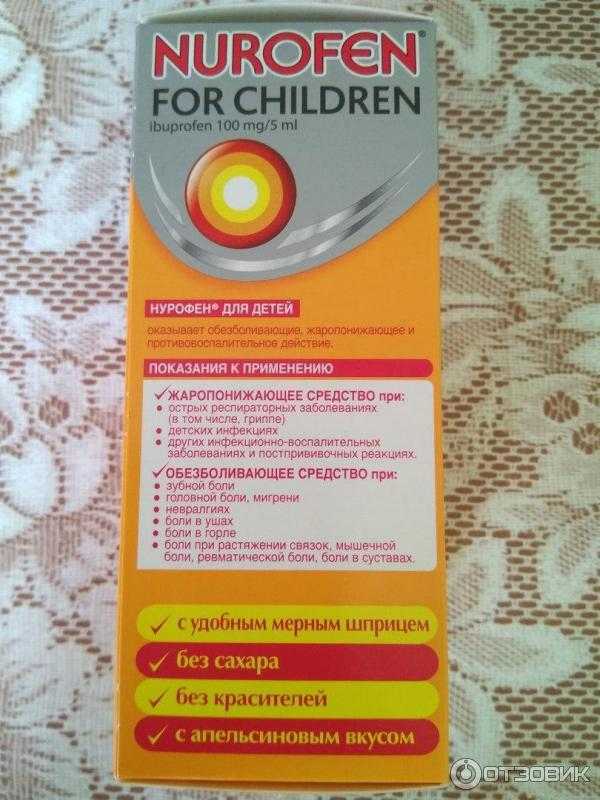 NUROFEN®
FOR CHILDREN
ibuprofen 100 mg/5 ml
НУРОФЕН® ДЛЯ ДЕТЕЙ
оказывает обезболивающие, жаропонижающее и
противовоспалительное действие.
ПОКАЗАНИЯ К ПРИМЕНЕНИЮ
✓ЖАРОПОНИЖАЮЩЕЕ СРЕДСТВО при:
• острых респираторных заболеваниях
(в том числе, гриппе)
• детских инфекциях
• других инфекционно-воспалительных
заболеваниях и постпрививочных реакциях.
✓ОБЕЗБОЛИВАЮЩЕЕ СРЕДСТВО при:
• зубной боли
• головной боли, мигрени
• невралгиях
• боли в ушах
• боли в горле
• боли при растяжении связок, мышечной
боли, ревматической боли, боли в суставах.
✓ с удобным мерным шприцем
✓ без сахара
✓ без красителей
✓ с апельсиновым вкусом
ОТЗОВИК